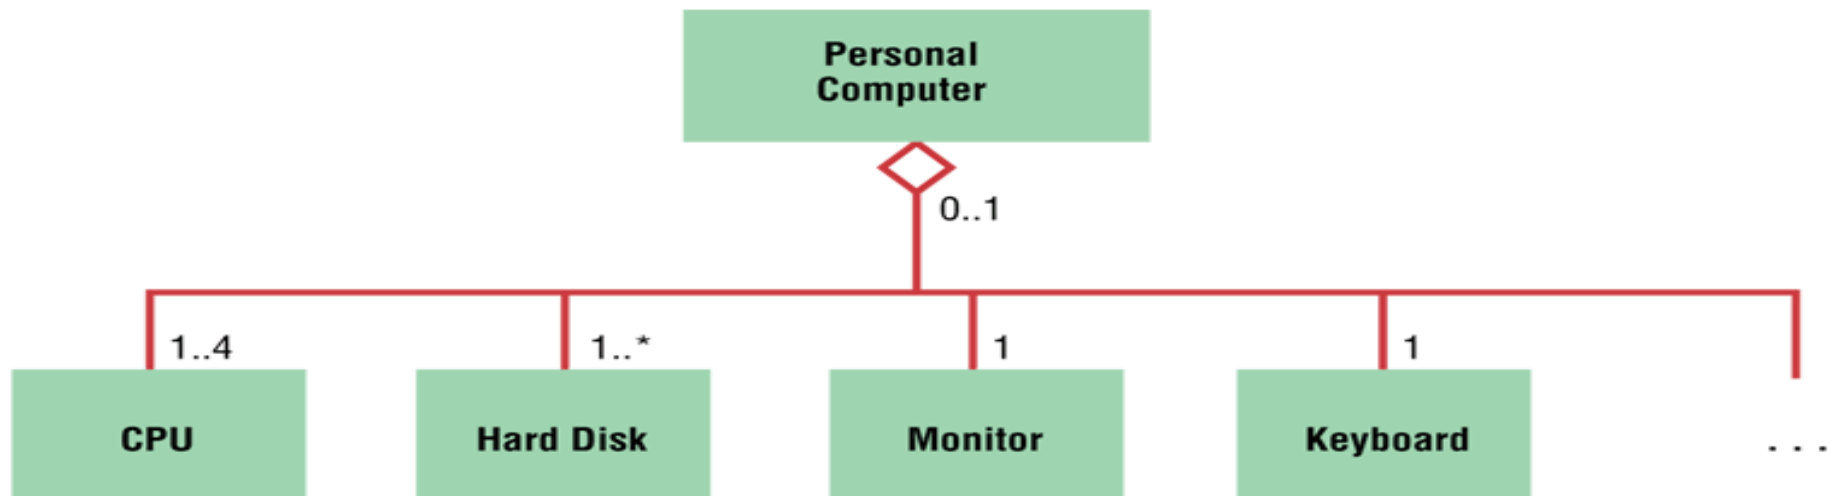 Personal
Computer
0..1
1..4
1..*
1
1
CPU
Hard Disk
Monitor
Keyboard
. . .